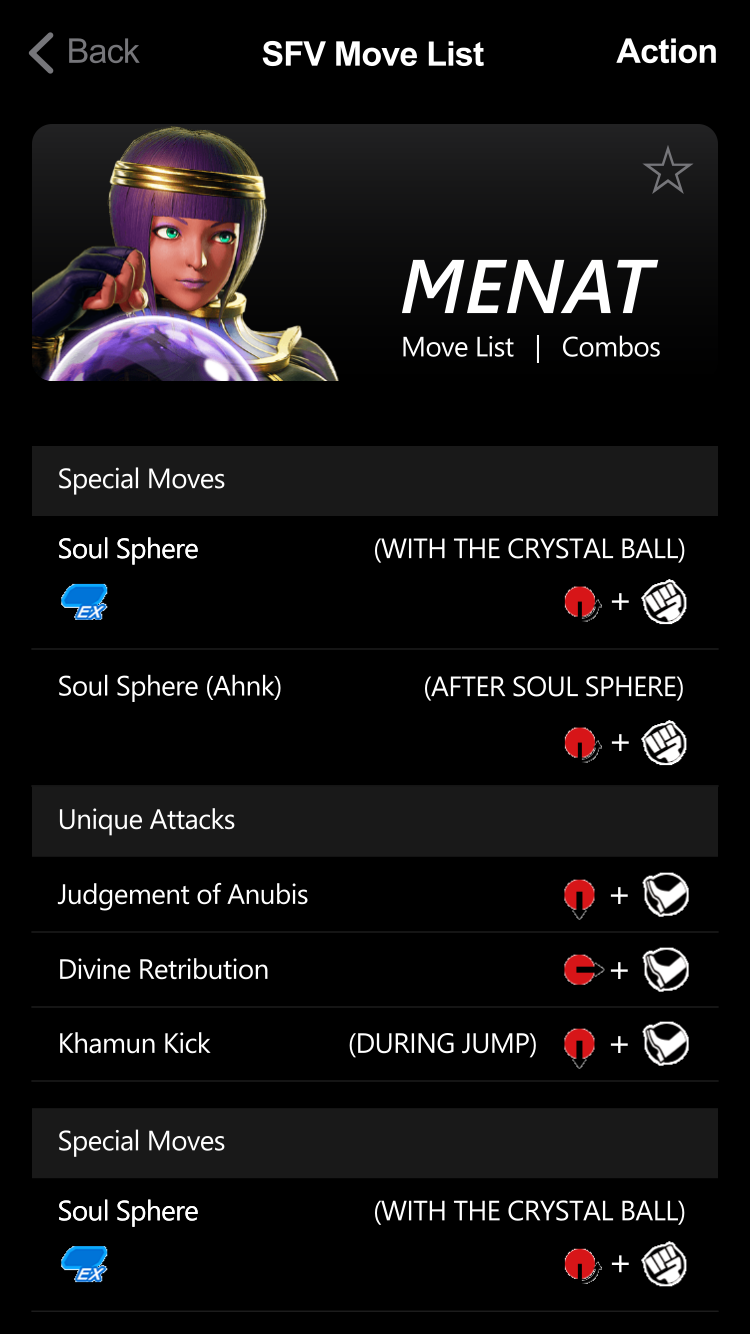 Back
SFV Move List
Action
MENAT
Move List | Combos
Special Moves
Soul Sphere (WITH THE CRYSTAL BALL)
EX +
Soul Sphere (Ahnk) (AFTER SOUL SPHERE)
+
Unique Attacks
Judgement of Anubis +
Divine Retribution +
Khamun Kick (DURING JUMP) +
Special Moves
Soul Sphere (WITH THE CRYSTAL BALL)
EX +